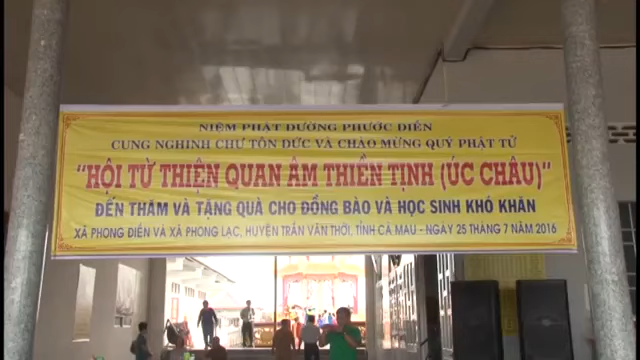 NIỆM PHẬT ĐƯỜNG PHƯỚC ĐIỀN
CUNG NGHINH CHƯ TÔN ĐỨC VÀ CHÀO MỪNG QUÝ PHẬT TỬ
"HỘI TỪ THIỆN QUAN ÂM THIỀN TỊNH (ÚC CHÂU)"
ĐẾN THĂM VÀ TẶNG QUÀ CHO ĐỒNG BÀO VÀ HỌC SINH KHÓ KHĂN
XÃ PHONG ĐIỀN VÀ XÃ PHONG LẠC, HUYỆN TRẦN VĂN THỜI, TỈNH CÀ MAU - NGÀY 25 THÁNG 7 NĂM 2016